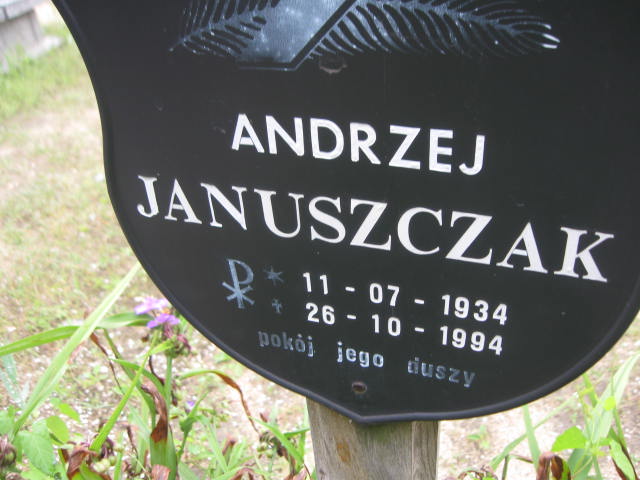 ANDRZEJ
JANUSZCZAK
* 11 - 07 - 1934
✝ 26 - 10 - 1994
pokój jego duszy